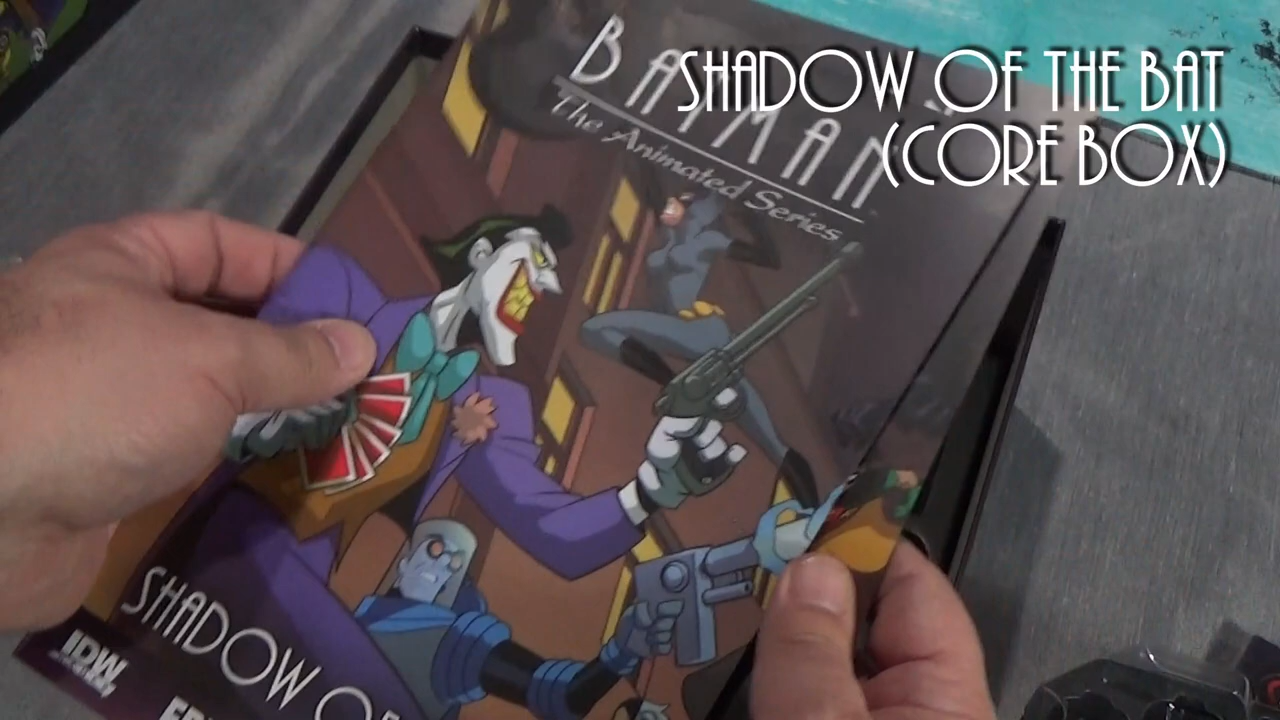 SHADOW OF THE BAT
(CORE BOX)
BATMAN
The Animated Series
SHADOW OF
IDW